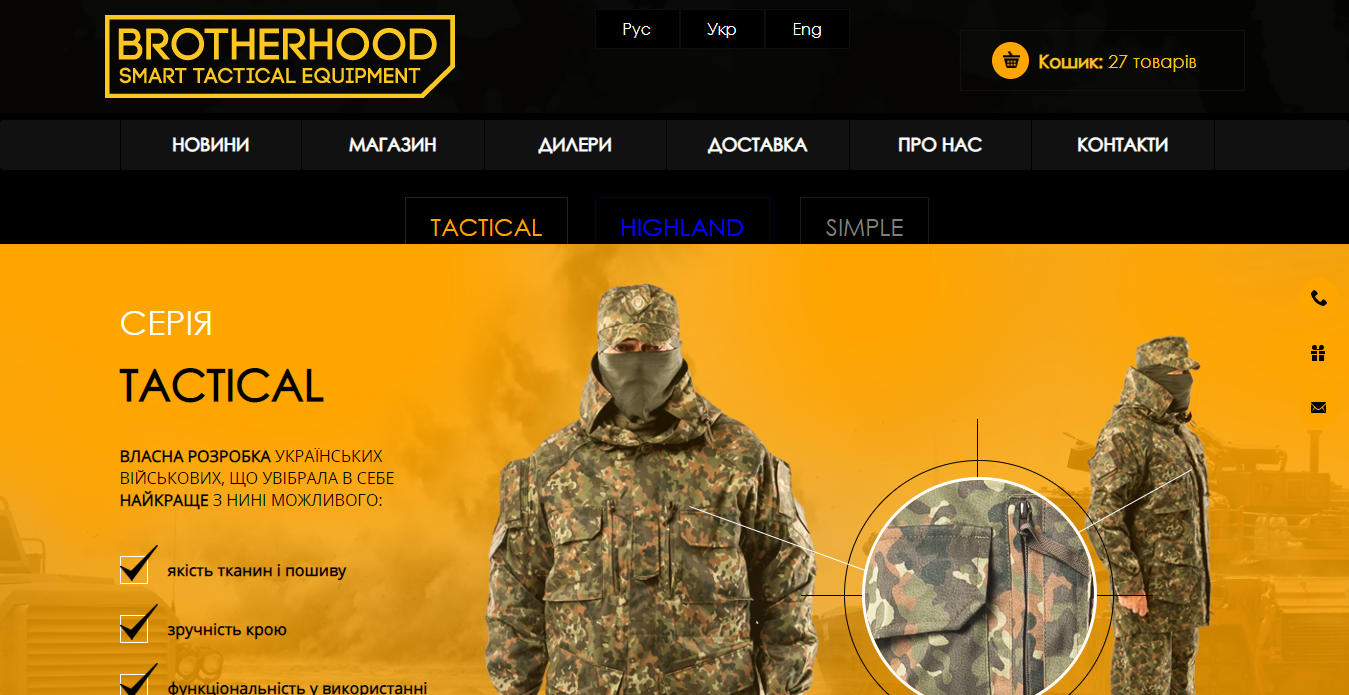 BROTHERHOOD
SMART TACTICAL EQUIPMENT
Рус
Укр
Eng
Кошик: 27 товарів
НОВИНИ
МАГАЗИН
ДИЛЕРИ
ДОСТАВКА
ПРО НАС
КОНТАКТИ
TACTICAL
HIGHLAND
SIMPLE
СЕРІЯ
TACTICAL
ВЛАСНА РОЗРОБКА УКРАЇНСЬКИХ
ВІЙСЬКОВИХ, ЩО УВІБРАЛА В СЕБЕ
НАЙКРАЩЕ З НИНІ МОЖЛИВОГО:
якість тканин і пошиву
зручність крою
функціональність у використанні